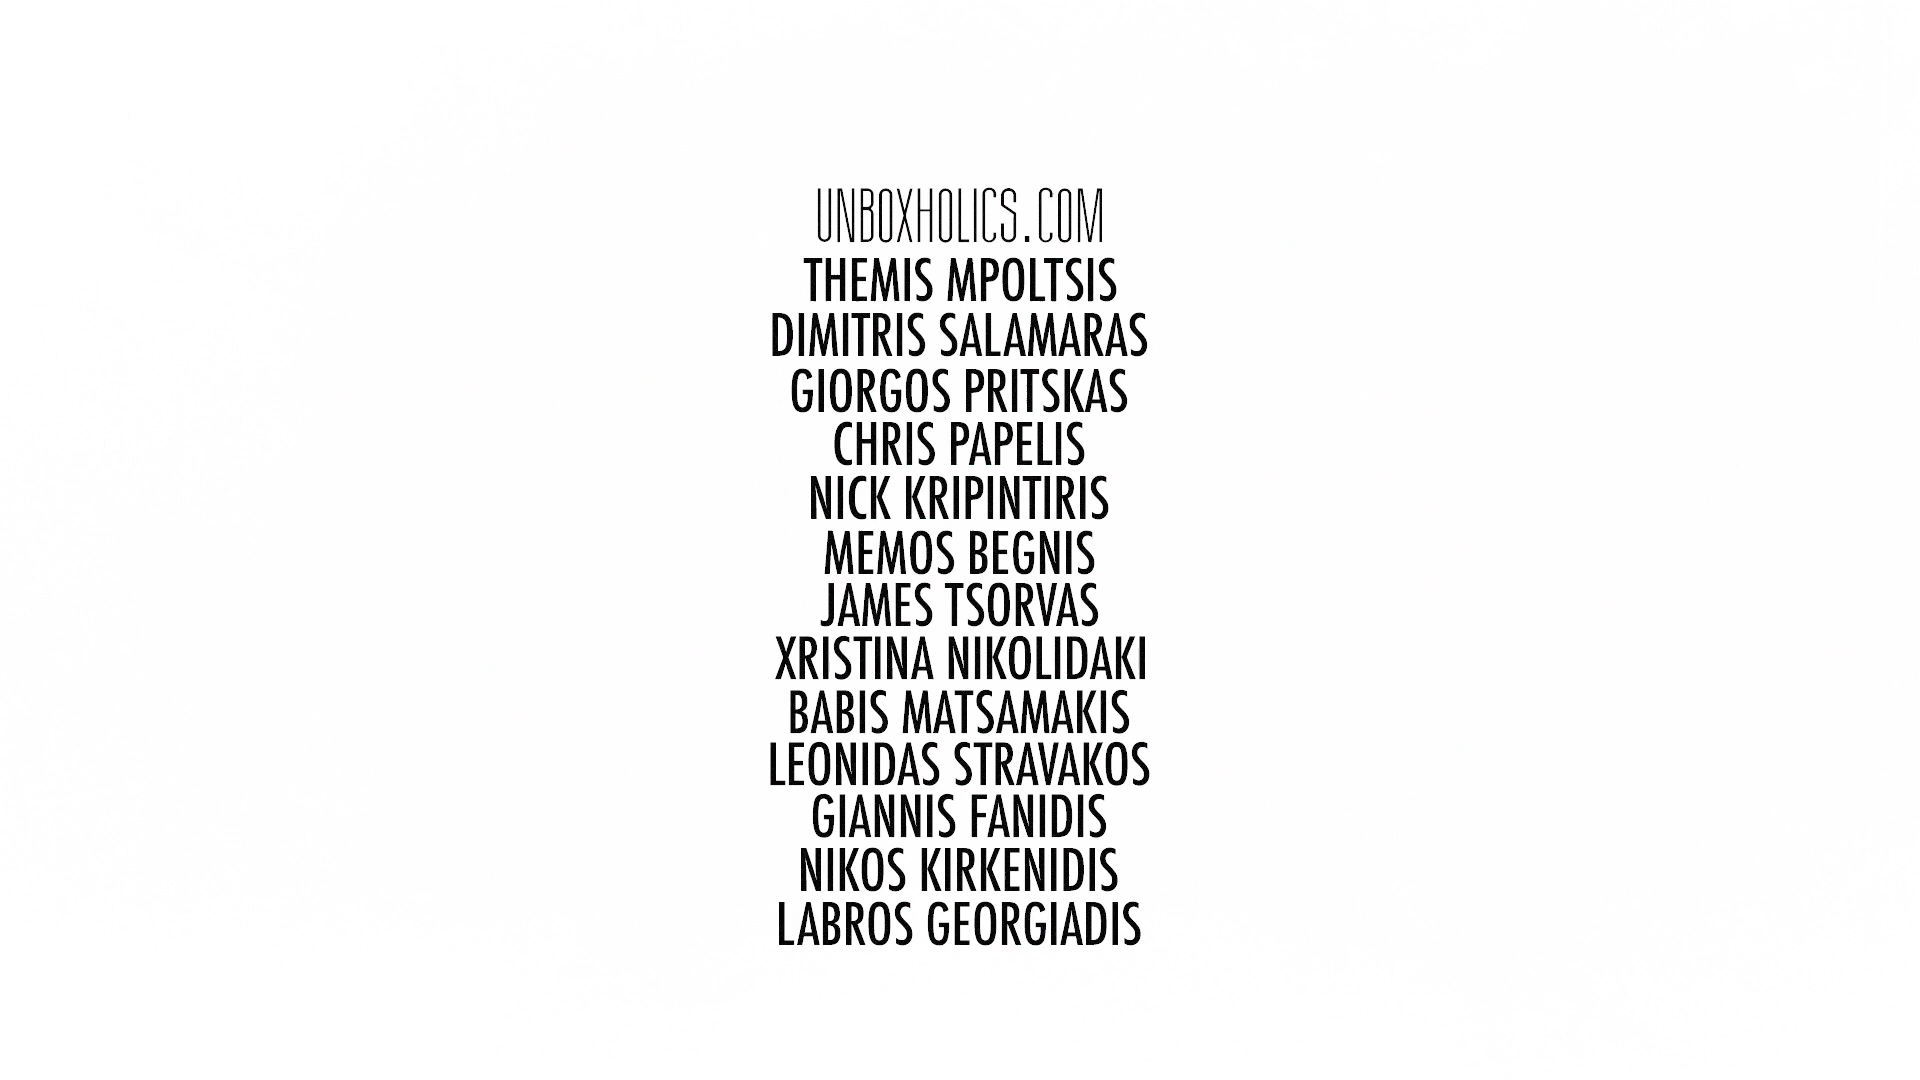 UNBOXHOLICS.COM
THEMIS MPOLTSIS
DIMITRIS SALAMARAS
GIORGOS PRITSKAS
CHRIS PAPELIS
NICK KRIPINTIRIS
MEMOS BEGNIS
JAMES TSORVAS
XRISTINA NIKOLIDAKI
BABIS MATSAMAKIS
LEONIDAS STRAVAKOS
GIANNIS FANIDIS
NIKOS KIRKENIDIS
LABROS GEORGIADIS